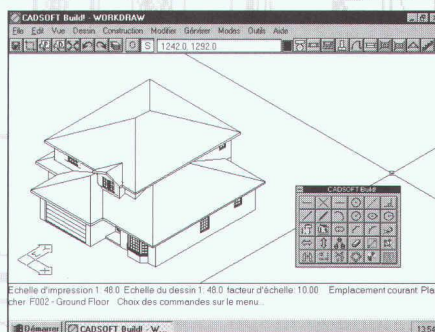 CADSOFT Build! - WORKDRAW
File Edit Vue Dessin Construction Modifier Générer Modes Outils Aide
O S 1242.0, 1292.0
CADSOFT Build!
Echelle d'impression 1: 48.0 Echelle du dessin 1: 48.0 facteur d'échelle: 10.00 Emplacement courant Pla
cher F002 - Ground Floor Choix des commandes sur le menu...
Démarrer CADSOFT Build! - W... 13:54